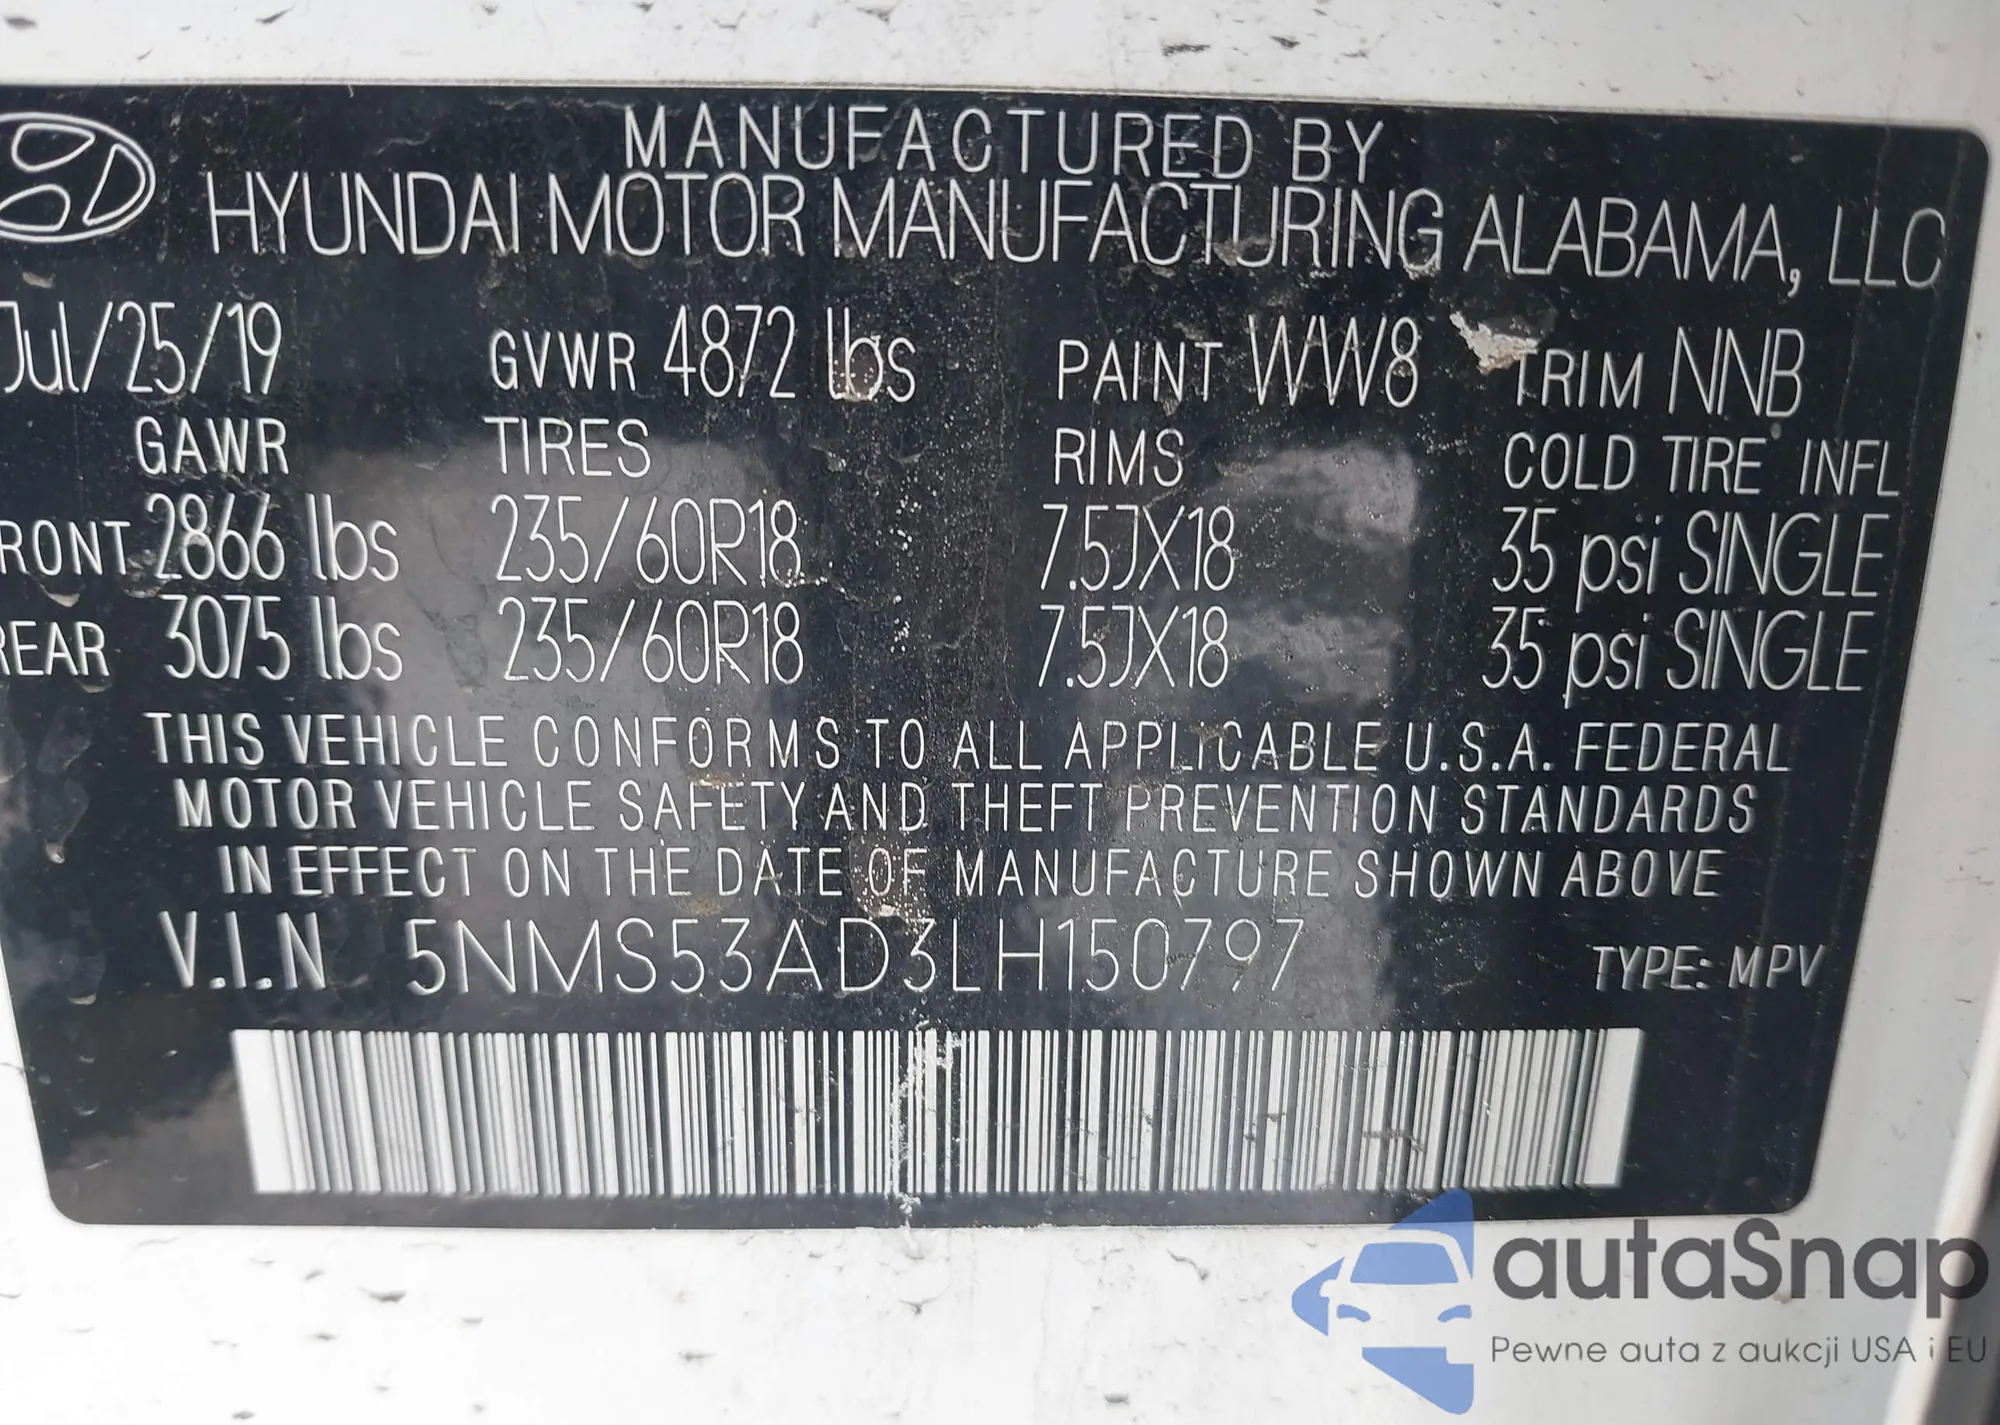 MANUFACTURED BY
HYUNDAI MOTOR MANUFACTURING ALABAMA, LLC
Jul/25/19 GVWR 4872 lbs PAINT WW8 TRIM NNB
GAWR TIRES RIMS COLD TIRE INFL
RONT 2866 lbs 235/60R18 7.5JX18 35 psi SINGLE
REAR 3075 lbs 235/60R18 7.5JX18 35 psi SINGLE
THIS VEHICLE CONFORMS TO ALL APPLICABLE U.S.A. FEDERAL
MOTOR VEHICLE SAFETY AND THEFT PREVENTION STANDARDS
IN EFFECT ON THE DATE OF MANUFACTURE SHOWN ABOVE
V.I.N 5NMS53AD3LH150797 TYPE: MPV
autaSnap
Pewne auta z aukcji USA i EU